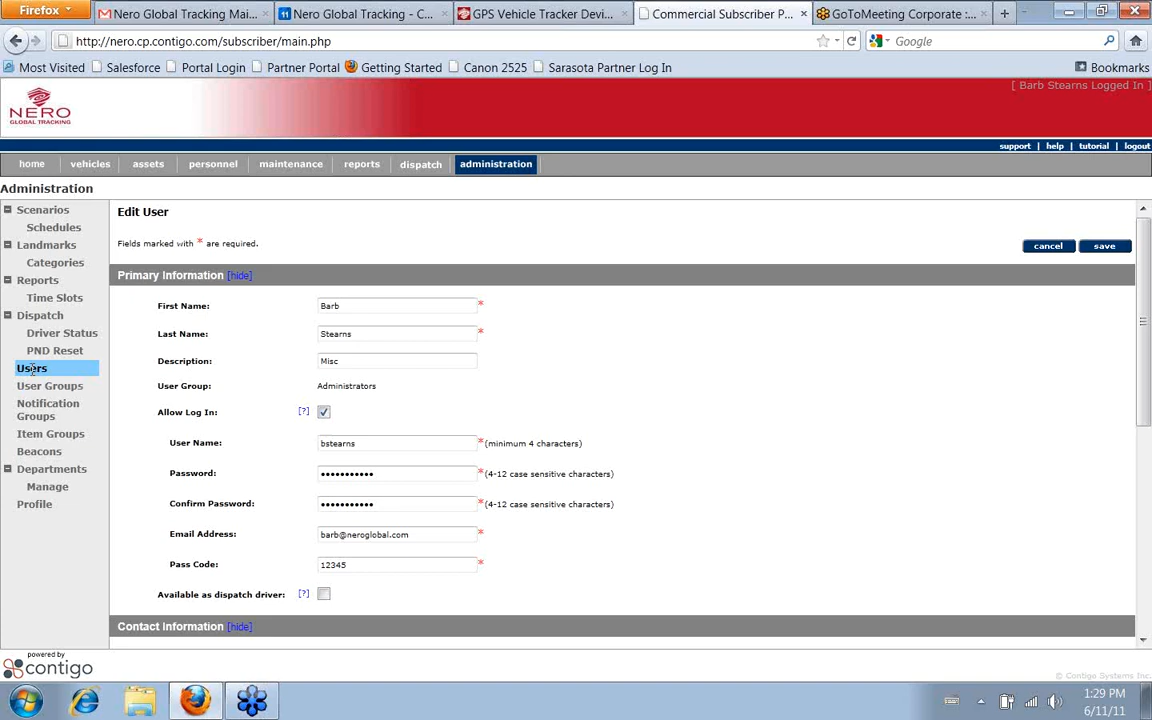 Firefox
Nero Global Tracking Mai...
Nero Global Tracking - C...
GPS Vehicle Tracker Devi...
Commercial Subscriber P...
GoToMeeting Corporate :...
http://nero.cp.contigo.com/subscriber/main.php
Google
Most Visited
Salesforce
Portal Login
Partner Portal
Getting Started
Canon 2525
Sarasota Partner Log In
Bookmarks
[ Barb Stearns Logged In ]
NERO
GLOBAL TRACKING
support | help | tutorial | logout
home
vehicles
assets
personnel
maintenance
reports
dispatch
administration
Administration
Scenarios
Schedules
Landmarks
Categories
Reports
Time Slots
Dispatch
Driver Status
PND Reset
Users
User Groups
Notification
Groups
Item Groups
Beacons
Departments
Manage
Profile
Edit User
Fields marked with * are required.
cancel
save
Primary Information [hide]
First Name: Barb *
Last Name: Stearns *
Description: Misc
User Group: Administrators
Allow Log In: [?]
User Name: bstearns * (minimum 4 characters)
Password: ••••••••••• * (4-12 case sensitive characters)
Confirm Password: ••••••••••• * (4-12 case sensitive characters)
Email Address: barb@neroglobal.com *
Pass Code: 12345 *
Available as dispatch driver: [?]
Contact Information [hide]
powered by
contigo
© Contigo Systems Inc.
1:29 PM
6/11/11